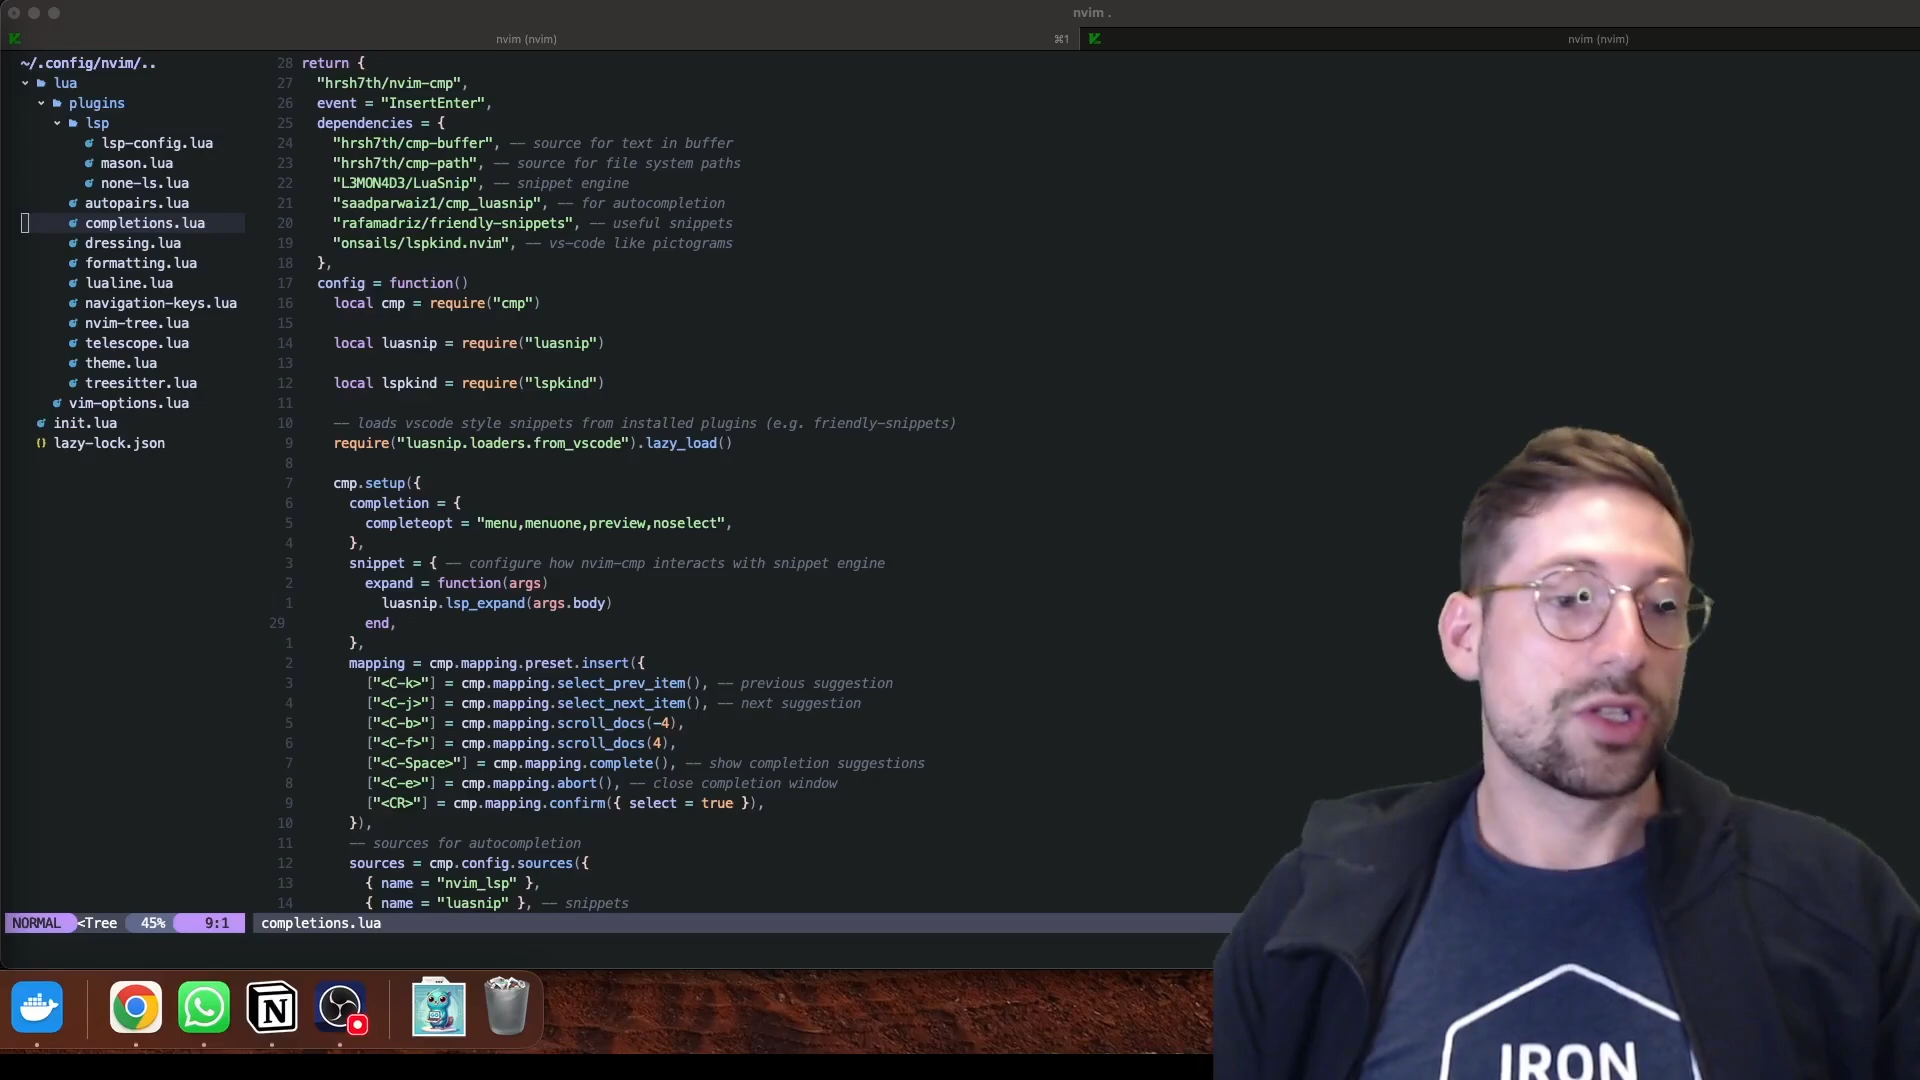 nvim .
nvim (nvim)
⌘1
nvim (nvim)
~/.config/nvim/..
lua
plugins
lsp
lsp-config.lua
mason.lua
none-ls.lua
autopairs.lua
completions.lua
dressing.lua
formatting.lua
lualine.lua
navigation-keys.lua
nvim-tree.lua
telescope.lua
theme.lua
treesitter.lua
vim-options.lua
init.lua
{} lazy-lock.json
28 return {
27 "hrsh7th/nvim-cmp",
26 event = "InsertEnter",
25 dependencies = {
24 "hrsh7th/cmp-buffer", -- source for text in buffer
23 "hrsh7th/cmp-path", -- source for file system paths
22 "L3MON4D3/LuaSnip", -- snippet engine
21 "saadparwaiz1/cmp_luasnip", -- for autocompletion
20 "rafamadriz/friendly-snippets", -- useful snippets
19 "onsails/lspkind.nvim", -- vs-code like pictograms
18 },
17 config = function()
16 local cmp = require("cmp")
15
14 local luasnip = require("luasnip")
13
12 local lspkind = require("lspkind")
11
10 -- loads vscode style snippets from installed plugins (e.g. friendly-snippets)
9 require("luasnip.loaders.from_vscode").lazy_load()
8
7 cmp.setup({
6 completion = {
5 completeopt = "menu,menuone,preview,noselect",
4 },
3 snippet = { -- configure how nvim-cmp interacts with snippet engine
2 expand = function(args)
1 luasnip.lsp_expand(args.body)
29 end,
1 },
2 mapping = cmp.mapping.preset.insert({
3 ["<C-k>"] = cmp.mapping.select_prev_item(), -- previous suggestion
4 ["<C-j>"] = cmp.mapping.select_next_item(), -- next suggestion
5 ["<C-b>"] = cmp.mapping.scroll_docs(-4),
6 ["<C-f>"] = cmp.mapping.scroll_docs(4),
7 ["<C-Space>"] = cmp.mapping.complete(), -- show completion suggestions
8 ["<C-e>"] = cmp.mapping.abort(), -- close completion window
9 ["<CR>"] = cmp.mapping.confirm({ select = true }),
10 }),
11 -- sources for autocompletion
12 sources = cmp.config.sources({
13 { name = "nvim_lsp" },
14 { name = "luasnip" }, -- snippets
NORMAL <Tree 45% 9:1 completions.lua
IRON